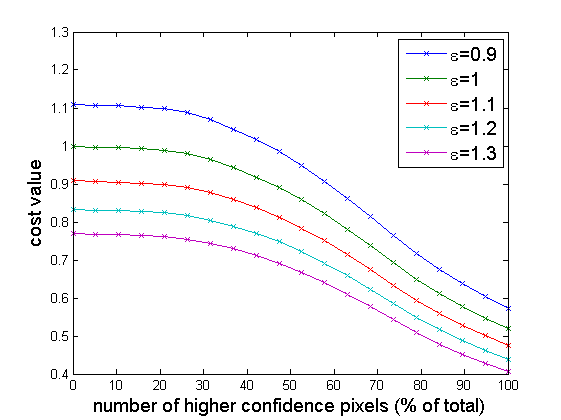 1.3
1.2
1.1
1
0.9
0.8
0.7
0.6
0.5
0.4
cost value
ε=0.9
ε=1
ε=1.1
ε=1.2
ε=1.3
0 10 20 30 40 50 60 70 80 90 100
number of higher confidence pixels (% of total)